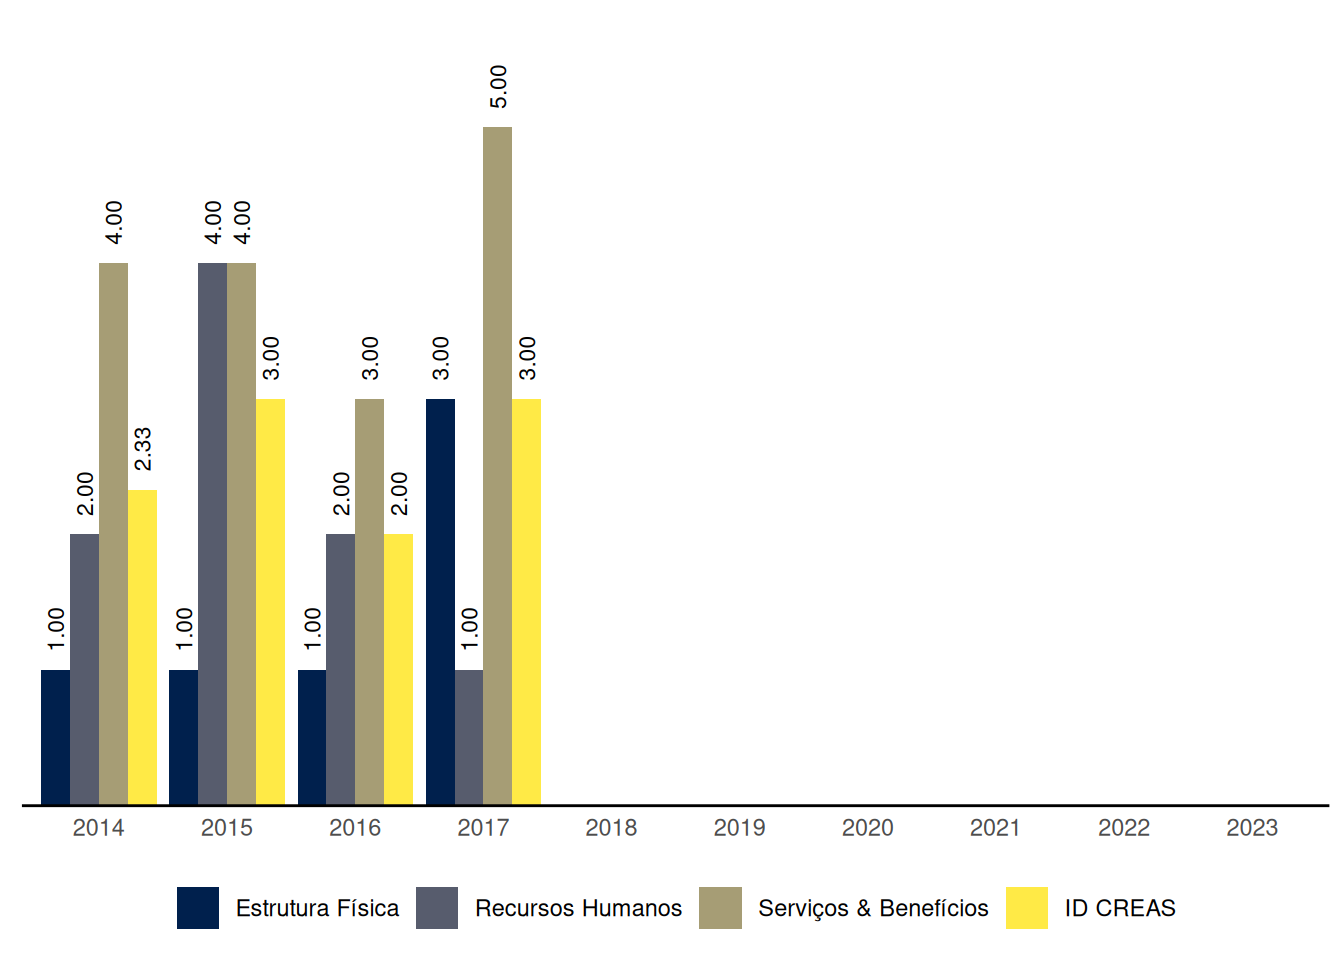 5.00
4.00 4.00 4.00
3.00 3.00 3.00 3.00
2.33
2.00 2.00 2.00
1.00 1.00 1.00 1.00
2014 2015 2016 2017 2018 2019 2020 2021 2022 2023
Estrutura Física Recursos Humanos Serviços & Benefícios ID CREAS